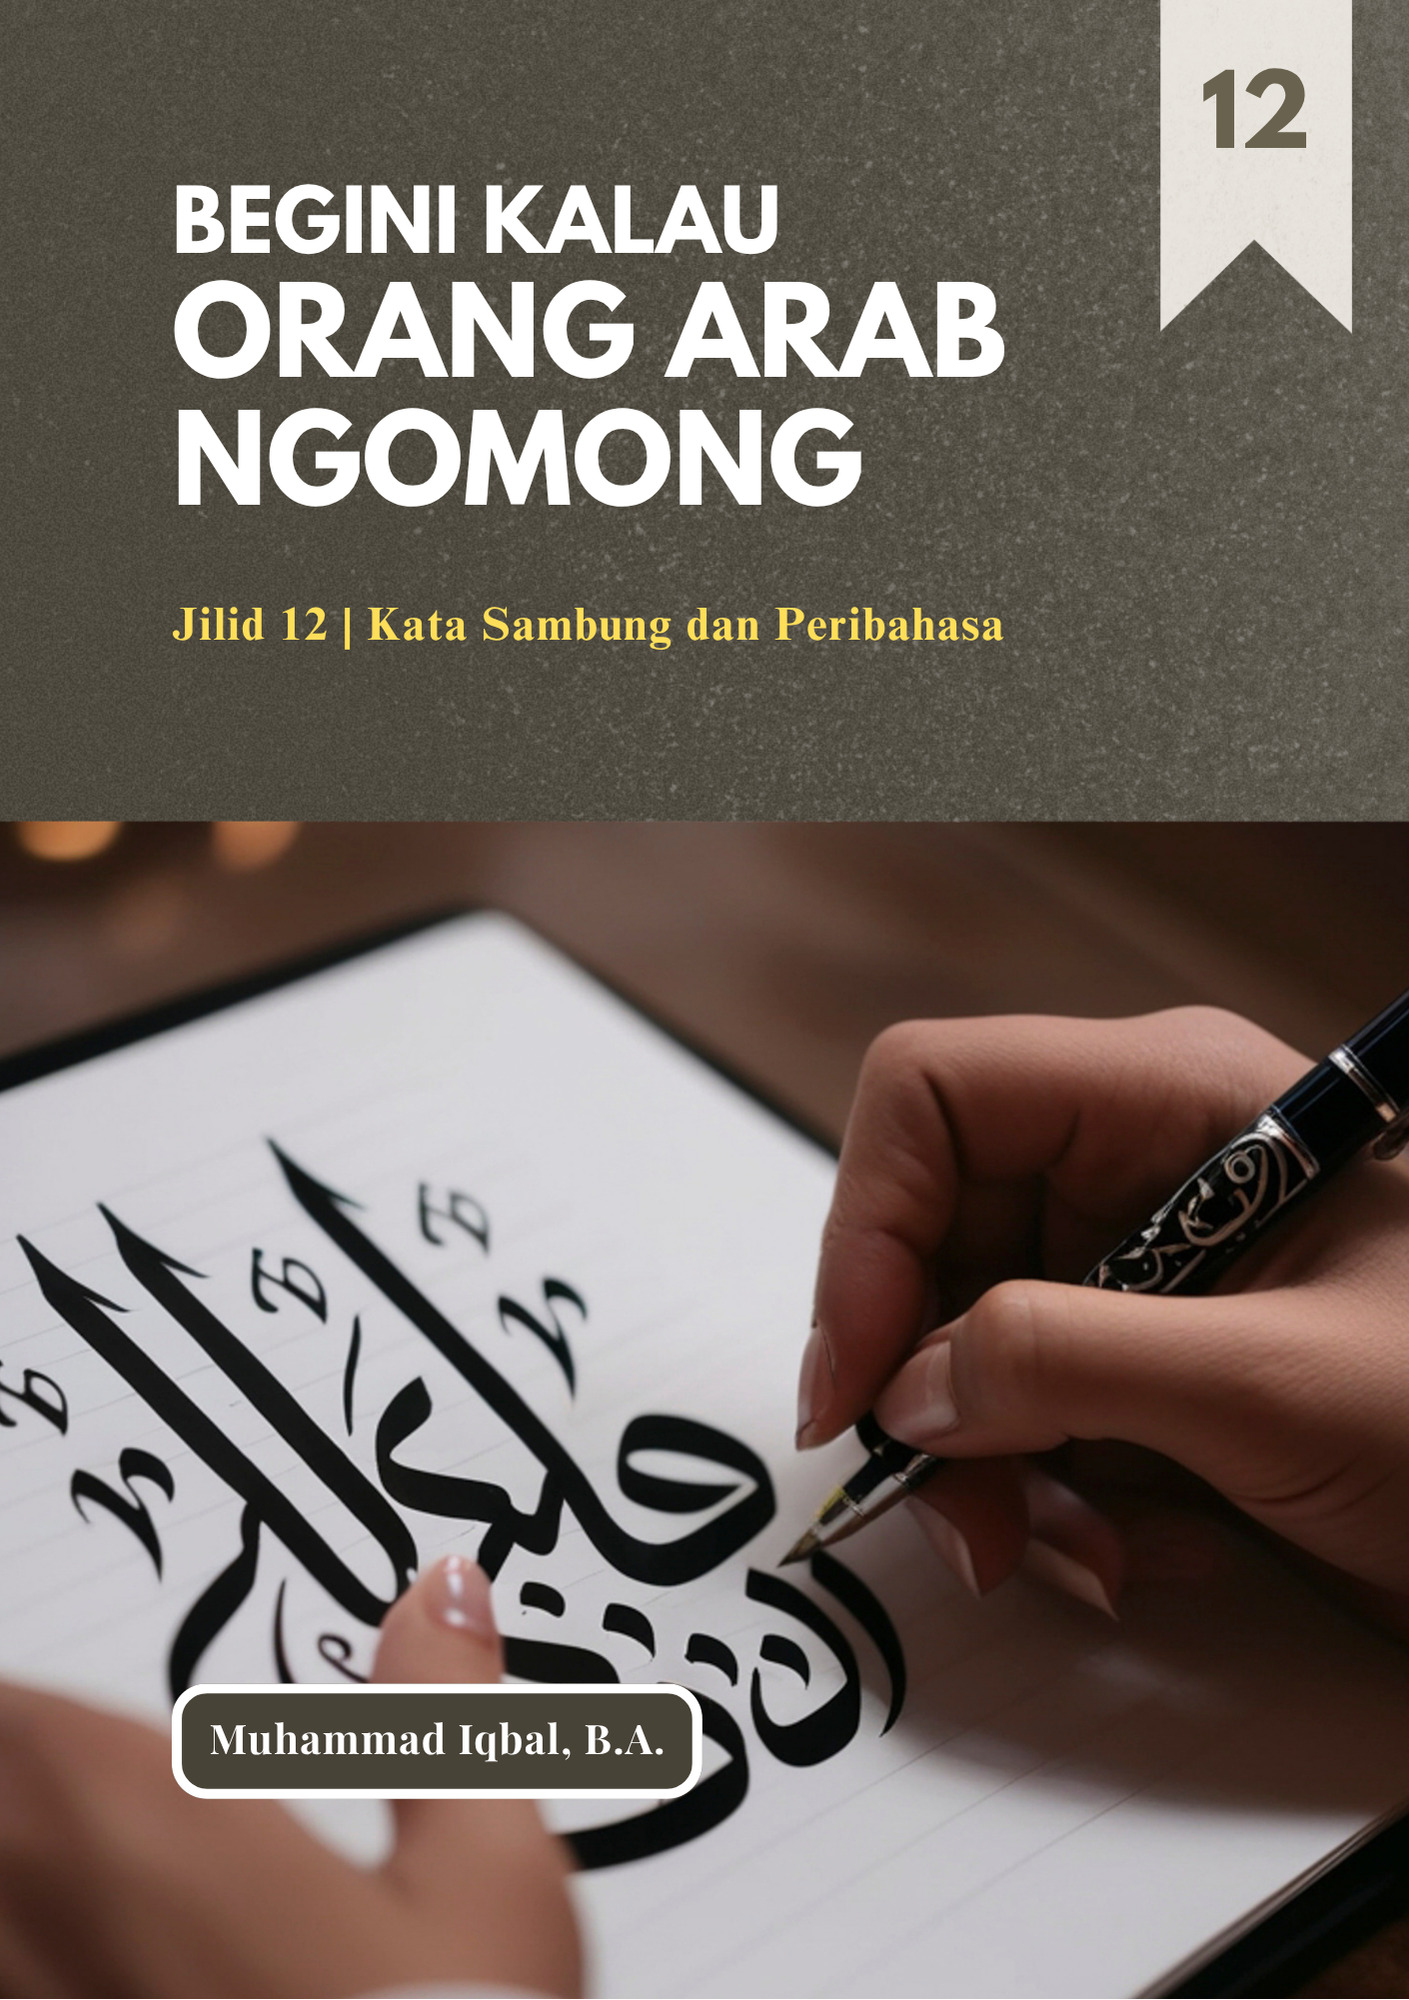 12
BEGINI KALAU
ORANG ARAB
NGOMONG
Jilid 12 | Kata Sambung dan Peribahasa
Muhammad Iqbal, B.A.